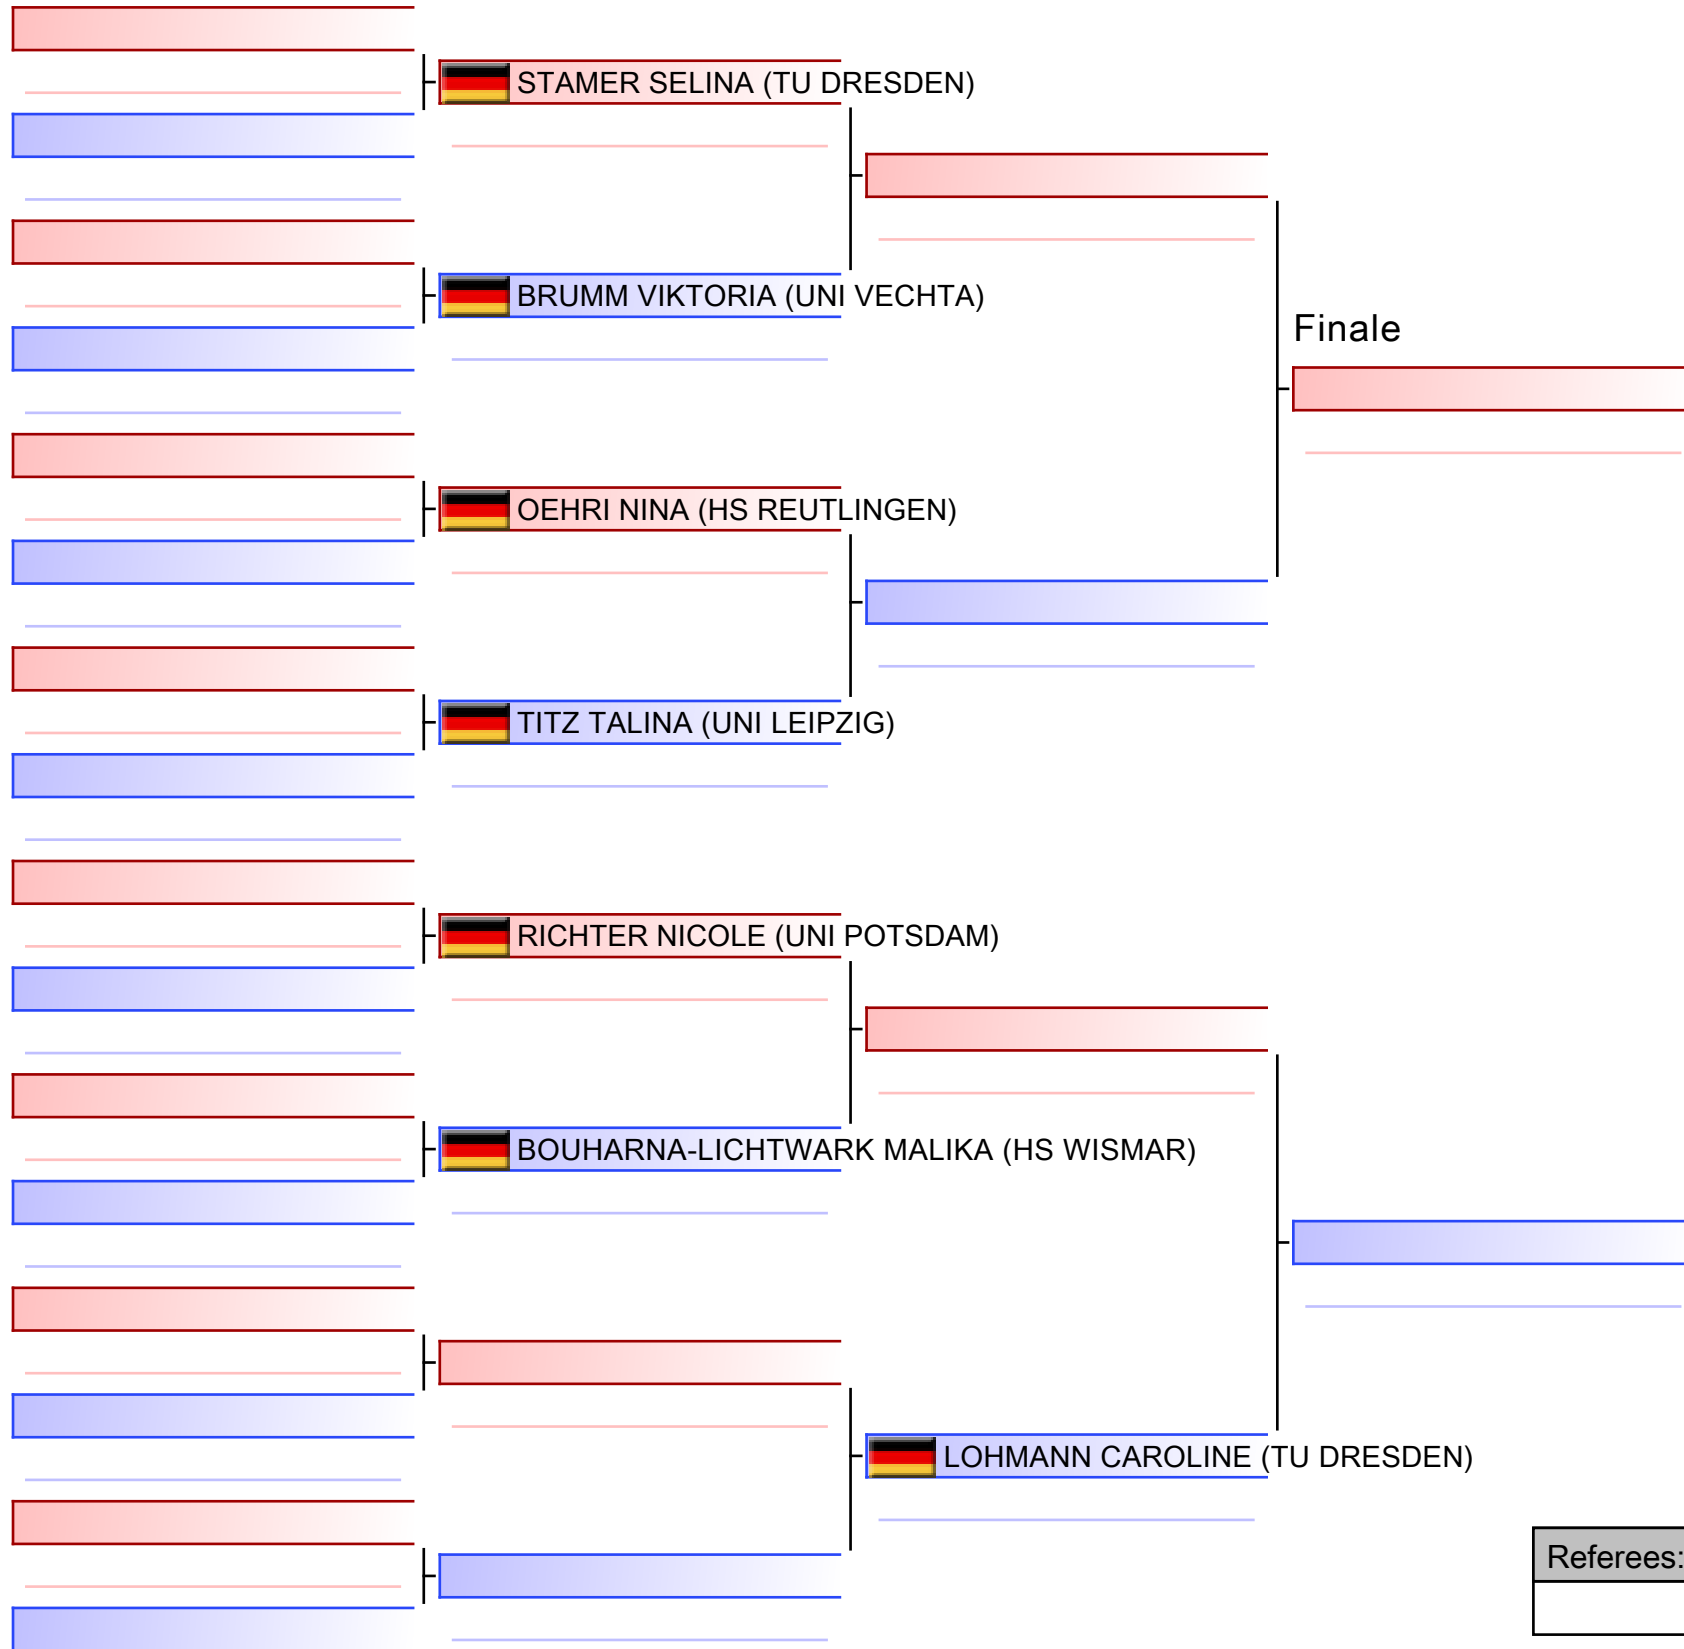 STAMER SELINA (TU DRESDEN)
BRUMM VIKTORIA (UNI VECHTA)
Finale
OEHRI NINA (HS REUTLINGEN)
TITZ TALINA (UNI LEIPZIG)
RICHTER NICOLE (UNI POTSDAM)
BOUHARNA-LICHTWARK MALIKA (HS WISMAR)
LOHMANN CAROLINE (TU DRESDEN)
Referees: